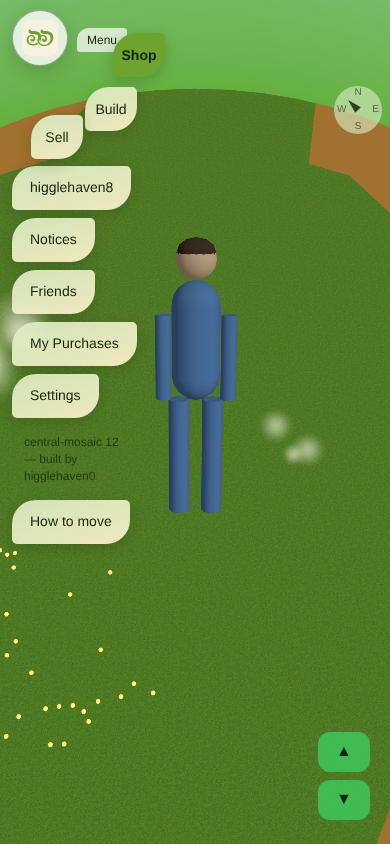 Menu
Shop
Build
Sell
higglehaven8
Notices
Friends
My Purchases
Settings
central-mosaic 12
— built by
higglehaven0
How to move
N
W E
S